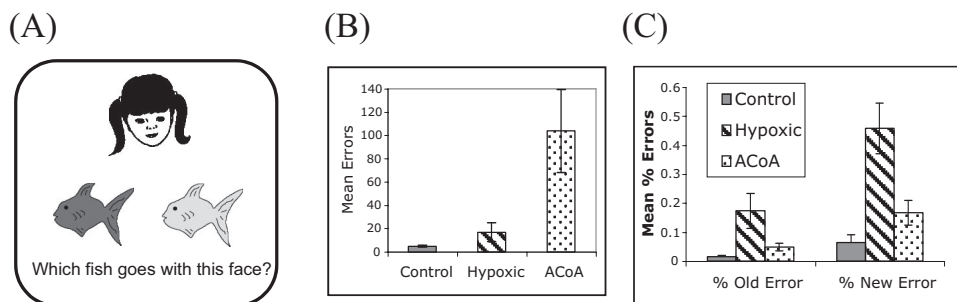 (A)
Which fish goes with this face?
(B)
Mean Errors
140
120
100
80
60
40
20
0
Control Hypoxic ACoA
(C)
Mean % Errors
0.6
0.5
0.4
0.3
0.2
0.1
0
Control
Hypoxic
ACoA
% Old Error % New Error